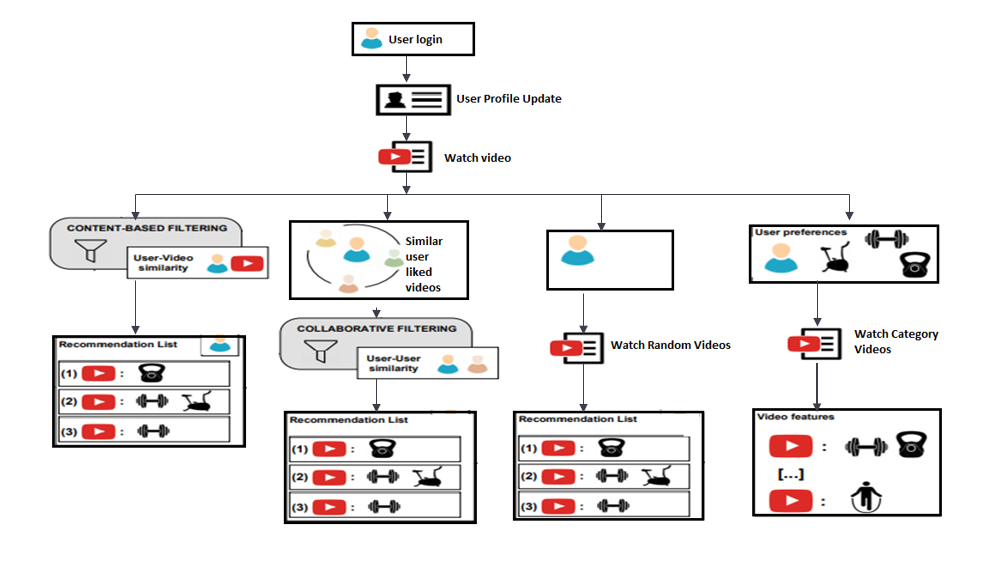 User login
User Profile Update
Watch video
CONTENT-BASED FILTERING
User-Video
similarity
Recommendation List
(1) :
(2) :
(3) :
Similar
user
liked
videos
COLLABORATIVE FILTERING
User-User
similarity
Recommendation List
(1) :
(2) :
(3) :
Watch Random Videos
Recommendation List
(1) :
(2) :
(3) :
User preferences
Watch Category
Videos
Video features
:
[...]
: